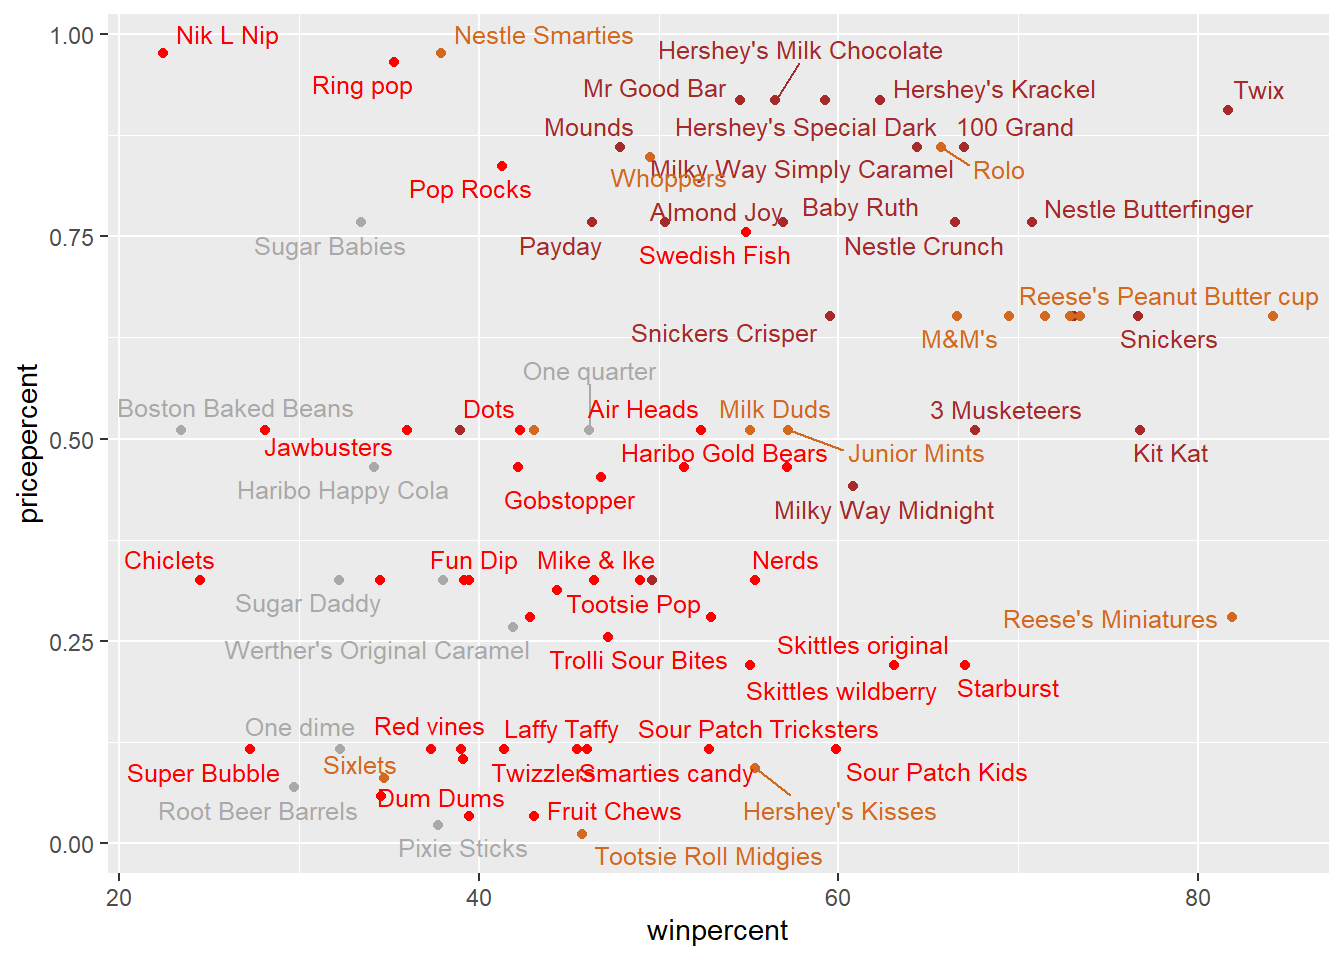 1.00
Nik L Nip
Nestle Smarties
Hershey's Milk Chocolate
Ring pop
Mr Good Bar
Hershey's Krackel
Twix
Mounds
Hershey's Special Dark
100 Grand
Whoppers
Milky Way Simply Caramel
Rolo
Pop Rocks
Almond Joy
Baby Ruth
Nestle Butterfinger
0.75
Sugar Babies
Payday
Swedish Fish
Nestle Crunch
Reese's Peanut Butter cup
Snickers Crisper
M&M's
Snickers
One quarter
Boston Baked Beans
Dots
Air Heads
Milk Duds
3 Musketeers
0.50
Jawbusters
Haribo Gold Bears
Junior Mints
Kit Kat
pricepercent
Haribo Happy Cola
Gobstopper
Milky Way Midnight
Chiclets
Fun Dip
Mike & Ike
Nerds
Sugar Daddy
Tootsie Pop
Reese's Miniatures
0.25
Werther's Original Caramel
Trolli Sour Bites
Skittles original
Skittles wildberry
Starburst
One dime
Red vines
Laffy Taffy
Sour Patch Tricksters
Super Bubble
Sixlets
Twizzlers
Smarties candy
Sour Patch Kids
Root Beer Barrels
Dum Dums
Fruit Chews
Hershey's Kisses
0.00
Pixie Sticks
Tootsie Roll Midgies
20
40
60
80
winpercent